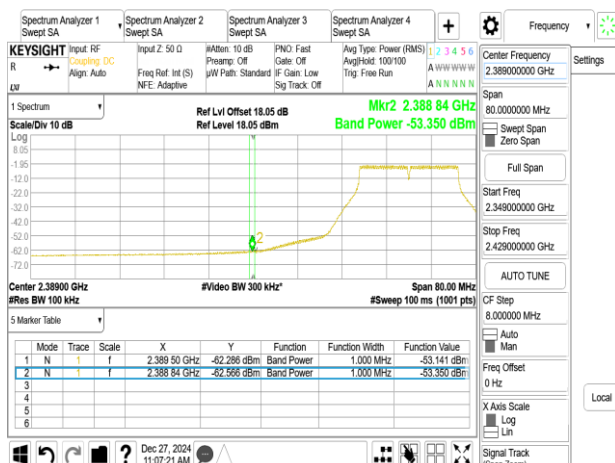 Spectrum Analyzer 1
Swept SA
Spectrum Analyzer 2
Swept SA
Spectrum Analyzer 3
Swept SA
Spectrum Analyzer 4
Swept SA
+
Frequency
KEYSIGHT
R
LXI
Input: RF
Coupling: DC
Align: Auto
Input Z: 50 Ω
Freq Ref: Int (S)
NFE: Adaptive
#Atten: 10 dB
Preamp: Off
µW Path: Standard
PNO: Fast
Gate: Off
IF Gain: Low
Sig Track: Off
Avg Type: Power (RMS)
Avg|Hold: 100/100
Trig: Free Run
1 2 3 4 5 6
A W W W W W
A N N N N N
1 Spectrum
Scale/Div 10 dB
Ref Lvl Offset 18.05 dB
Ref Level 18.05 dBm
Mkr2 2.388 84 GHz
Band Power -53.350 dBm
Log
8.05
-1.95
-12.0
-22.0
-32.0
-42.0
-52.0
-62.0
-72.0
2
Center 2.38900 GHz
#Res BW 100 kHz
#Video BW 300 kHz*
Span 80.00 MHz
#Sweep 100 ms (1001 pts)
5 Marker Table
Mode Trace Scale X Y Function Function Width Function Value
1 N 1 f 2.389 50 GHz -62.286 dBm Band Power 1.000 MHz -53.141 dBm
2 N 1 f 2.388 84 GHz -62.566 dBm Band Power 1.000 MHz -53.350 dBm
3
4
5
6
Dec 27, 2024
11:07:21 AM
Center Frequency
2.389000000 GHz
Settings
Span
80.0000000 MHz
Swept Span
Zero Span
Full Span
Start Freq
2.349000000 GHz
Stop Freq
2.429000000 GHz
AUTO TUNE
CF Step
8.000000 MHz
Auto
Man
Freq Offset
0 Hz
Local
X Axis Scale
Log
Lin
Signal Track